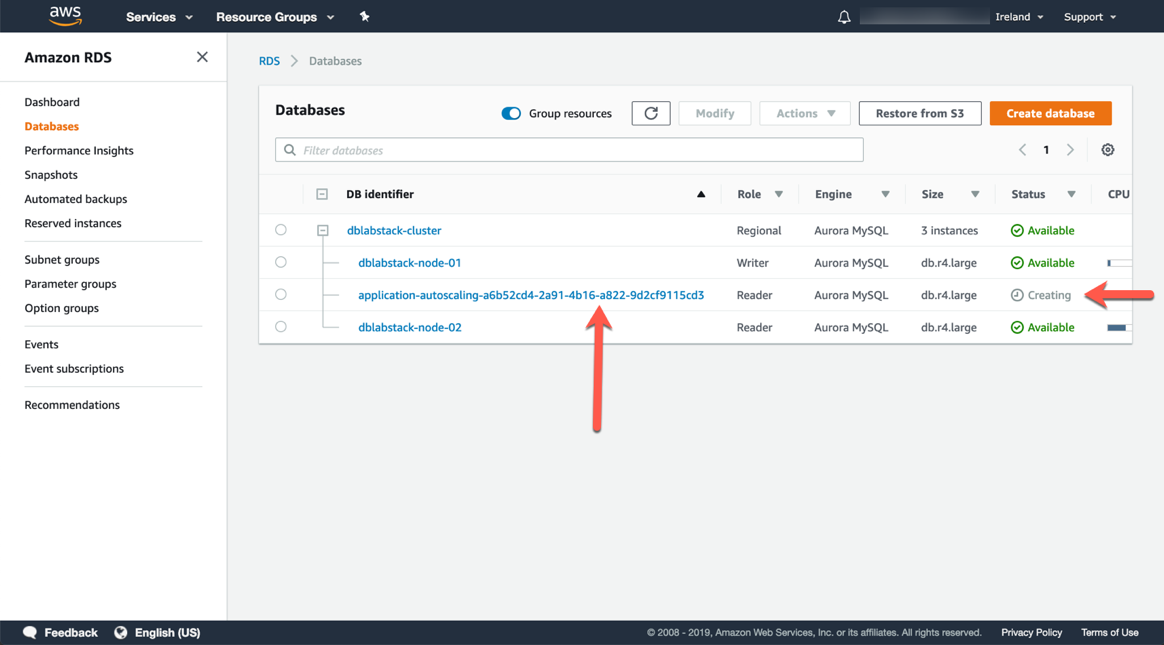 aws Services Resource Groups Ireland Support
Amazon RDS
Dashboard
Databases
Performance Insights
Snapshots
Automated backups
Reserved instances
Subnet groups
Parameter groups
Option groups
Events
Event subscriptions
Recommendations
RDS > Databases
Databases Group resources Modify Actions Restore from S3 Create database
Filter databases 1
DB identifier Role Engine Size Status CPU
dblabstack-cluster Regional Aurora MySQL 3 instances Available
dblabstack-node-01 Writer Aurora MySQL db.r4.large Available
application-autoscaling-a6b52cd4-2a91-4b16-a822-9d2cf9115cd3 Reader Aurora MySQL db.r4.large Creating
dblabstack-node-02 Reader Aurora MySQL db.r4.large Available
Feedback English (US) © 2008 - 2019, Amazon Web Services, Inc. or its affiliates. All rights reserved. Privacy Policy Terms of Use